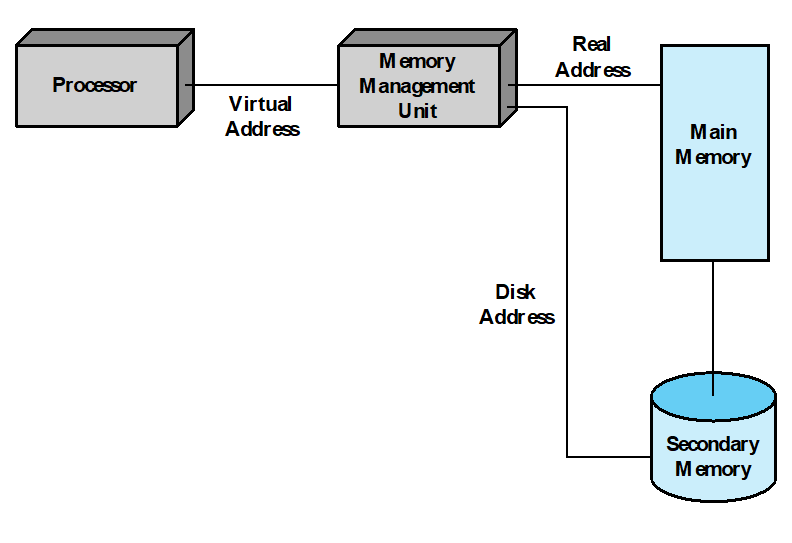 Processor
Virtual
Address
Memory
Management
Unit
Real
Address
Main
Memory
Disk
Address
Secondary
Memory